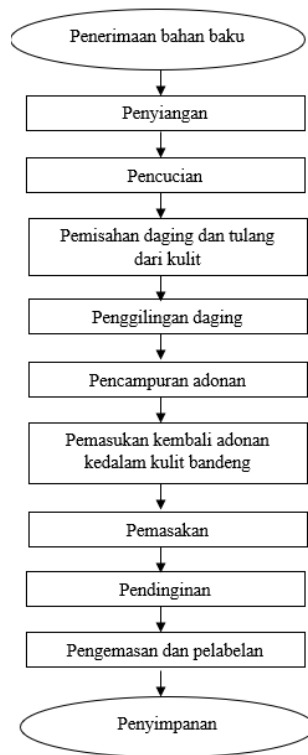 Penerimaan bahan baku
Penyiangan
Pencucian
Pemisahan daging dan tulang
dari kulit
Penggilingan daging
Pencampuran adonan
Pemasukan kembali adonan
kedalam kulit bandeng
Pemasakan
Pendinginan
Pengemasan dan pelabelan
Penyimpanan